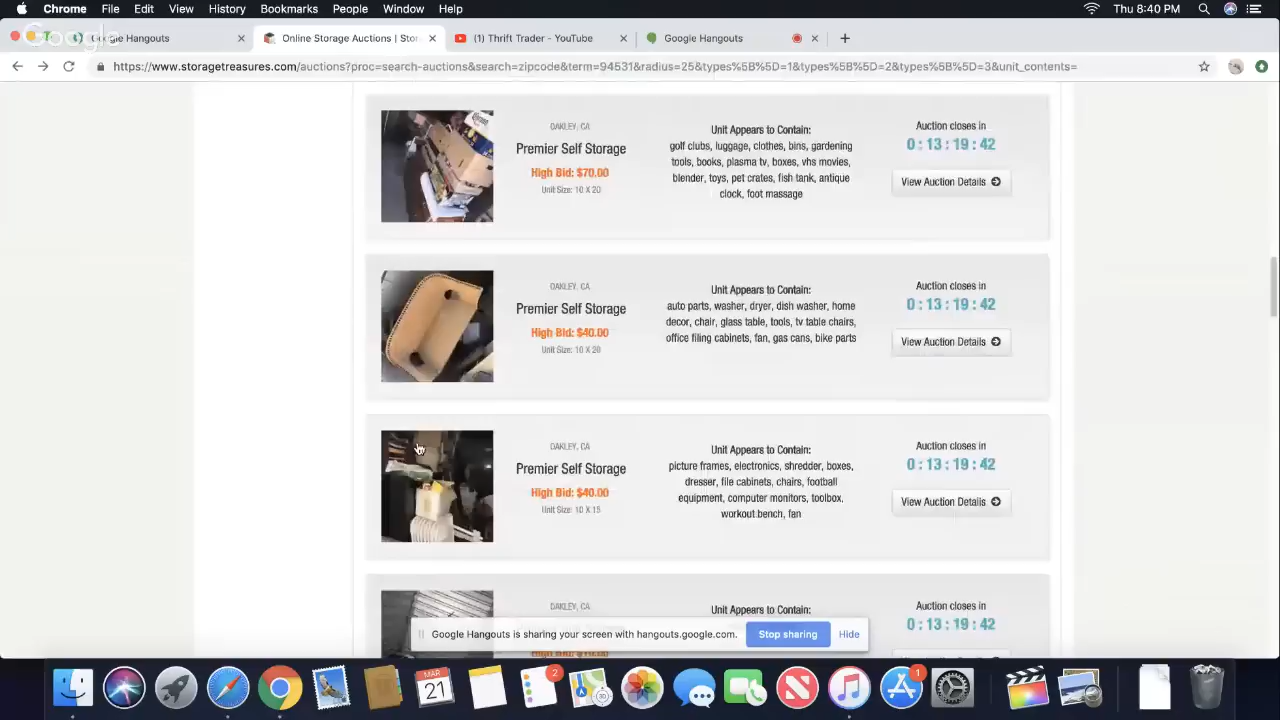 Chrome File Edit View History Bookmarks People Window Help Thu 8:40 PM
Google Hangouts Online Storage Auctions | Stor (1) Thrift Trader - YouTube Google Hangouts
https://www.storagetreasures.com/auctions?proc=search-auctions&search=zipcode&term=94531&radius=25&types%5B%5D=1&types%5B%5D=2&types%5B%5D=3&unit_contents=
OAKLEY, CA
Premier Self Storage
High Bid: $70.00
Unit Size: 10 X 20
Unit Appears to Contain:
golf clubs, luggage, clothes, bins, gardening
tools, books, plasma tv, boxes, vhs movies,
blender, toys, pet crates, fish tank, antique
clock, foot massage
Auction closes in
0 : 13 : 19 : 42
View Auction Details
OAKLEY, CA
Premier Self Storage
High Bid: $40.00
Unit Size: 10 X 20
Unit Appears to Contain:
auto parts, washer, dryer, dish washer, home
decor, chair, glass table, tools, tv table chairs,
office filing cabinets, fan, gas cans, bike parts
Auction closes in
0 : 13 : 19 : 42
View Auction Details
OAKLEY, CA
Premier Self Storage
High Bid: $40.00
Unit Size: 10 X 15
Unit Appears to Contain:
picture frames, electronics, shredder, boxes,
dresser, file cabinets, chairs, football
equipment, computer monitors, toolbox,
workout bench, fan
Auction closes in
0 : 13 : 19 : 42
View Auction Details
OAKLEY, CA
Unit Appears to Contain:
Auction closes in
0 : 13 : 19 : 42
Google Hangouts is sharing your screen with hangouts.google.com. Stop sharing Hide
MAR
21
2
1